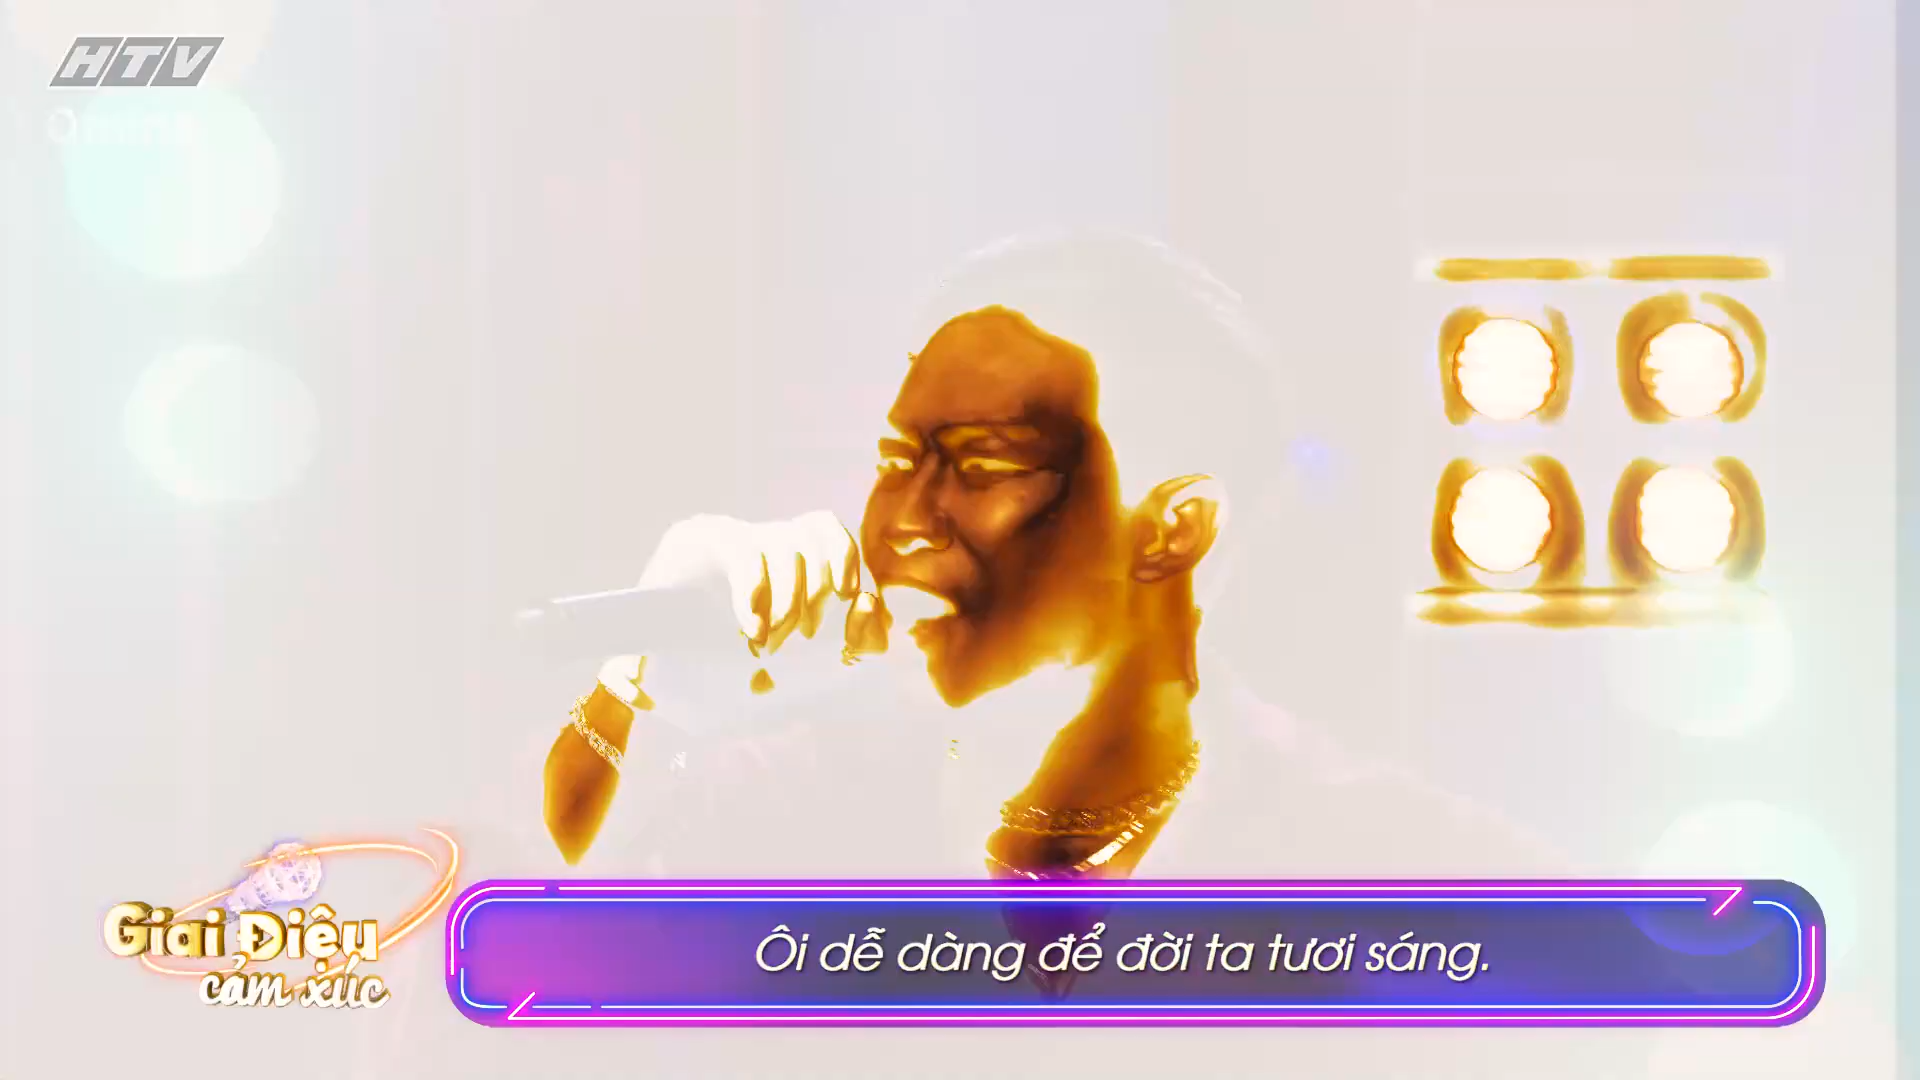 HTV
Giai Điệu
cảm xúc
Ôi dễ dàng để đời ta tươi sáng.